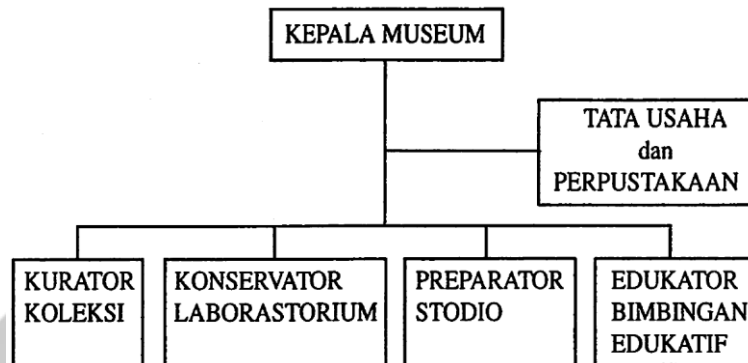 KEPALA MUSEUM
TATA USAHA
dan
PERPUSTAKAAN
KURATOR
KOLEKSI
KONSERVATOR
LABORASTORIUM
PREPARATOR
STODIO
EDUKATOR
BIMBINGAN
EDUKATIF